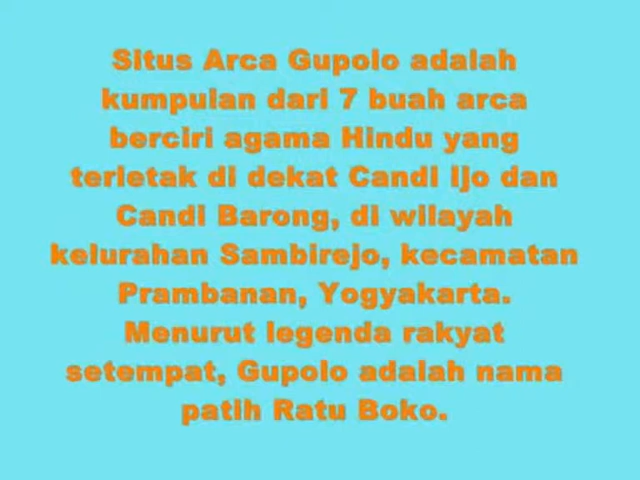 Situs Arca Gupolo adalah
kumpulan dari 7 buah arca
berciri agama Hindu yang
terletak di dekat Candi Ijo dan
Candi Barong, di wilayah
kelurahan Sambirejo, kecamatan
Prambanan, Yogyakarta.
Menurut legenda rakyat
setempat, Gupolo adalah nama
patih Ratu Boko.